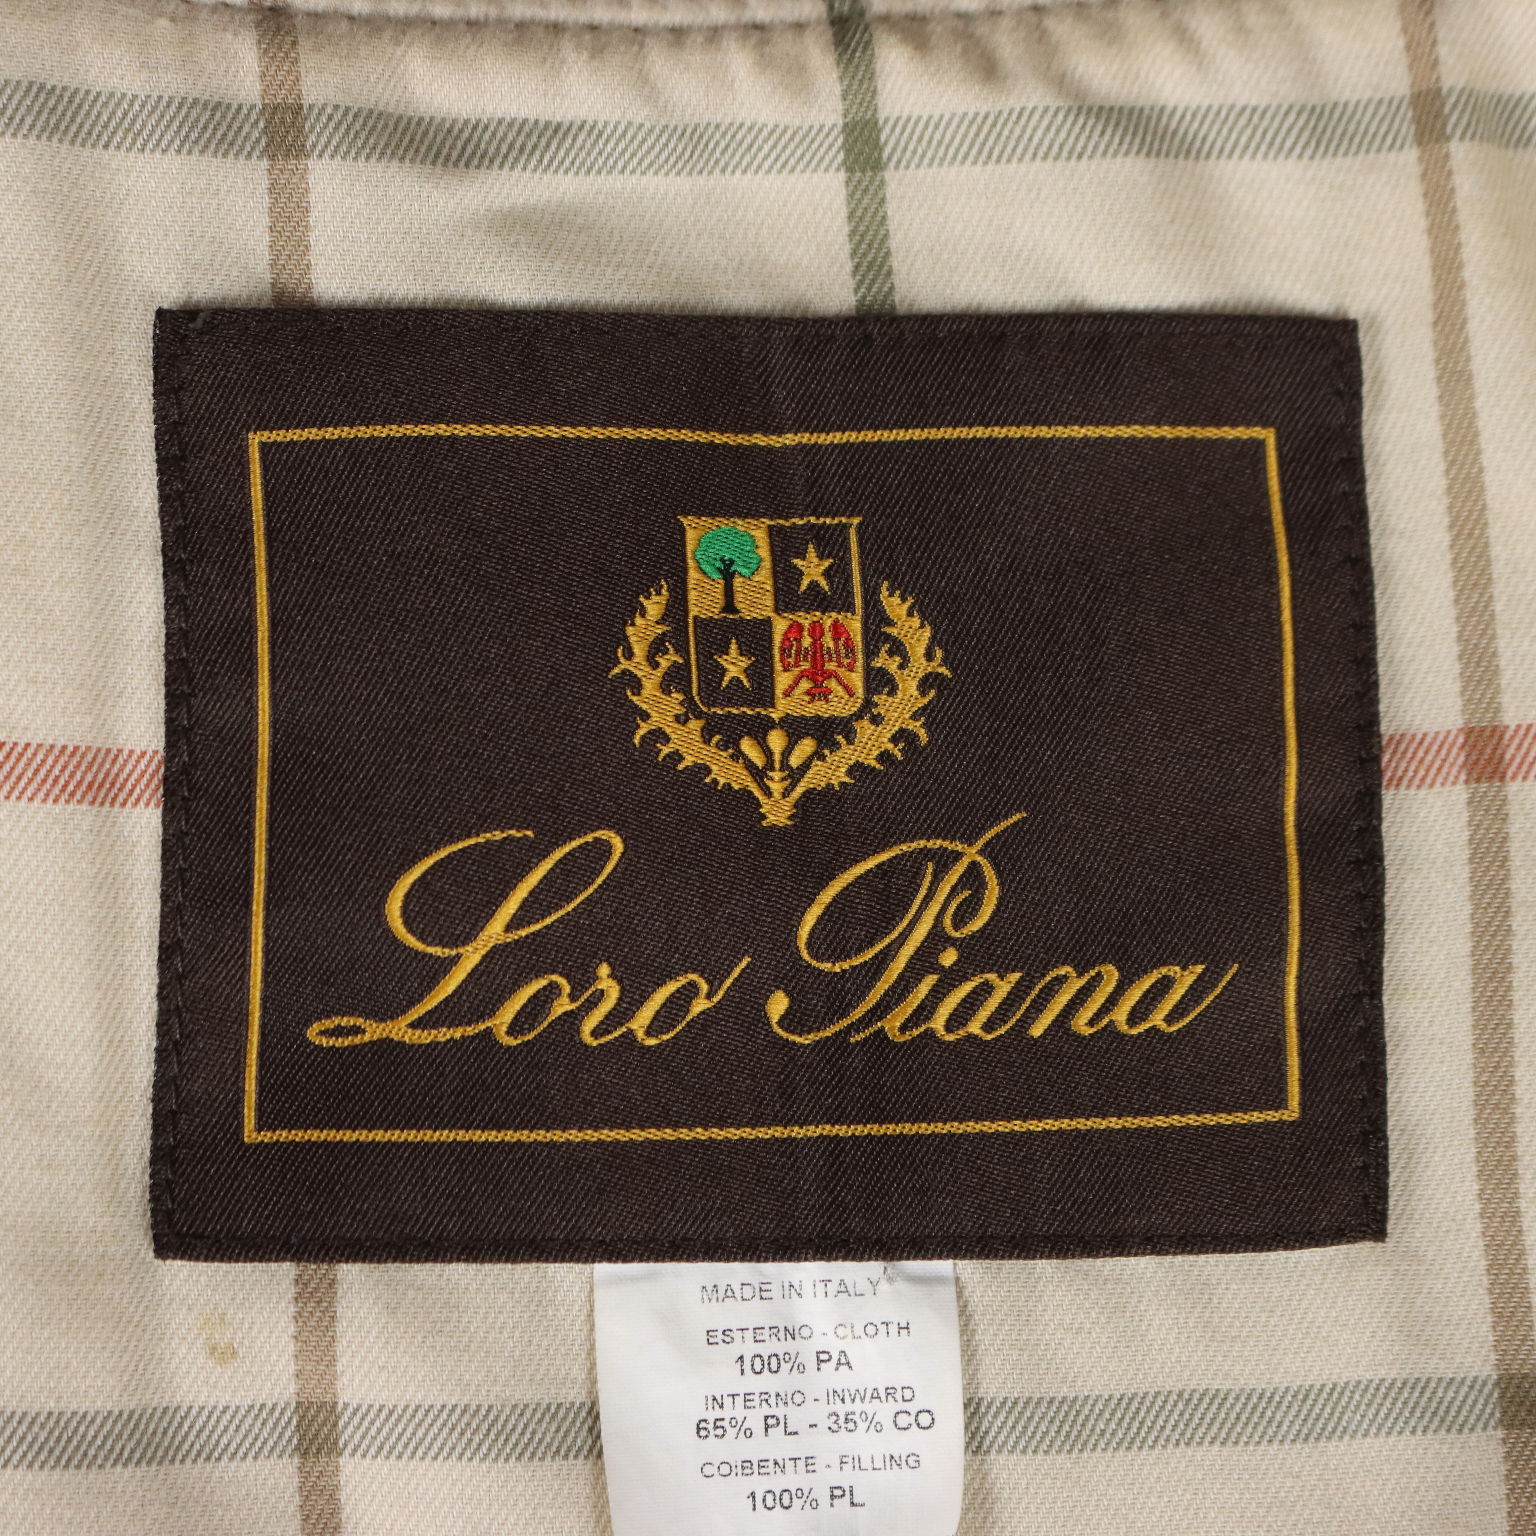 Loro Piana
MADE IN ITALY
ESTERNO - CLOTH
100% PA
INTERNO - INWARD
65% PL - 35% CO
COIBENTE - FILLING
100% PL